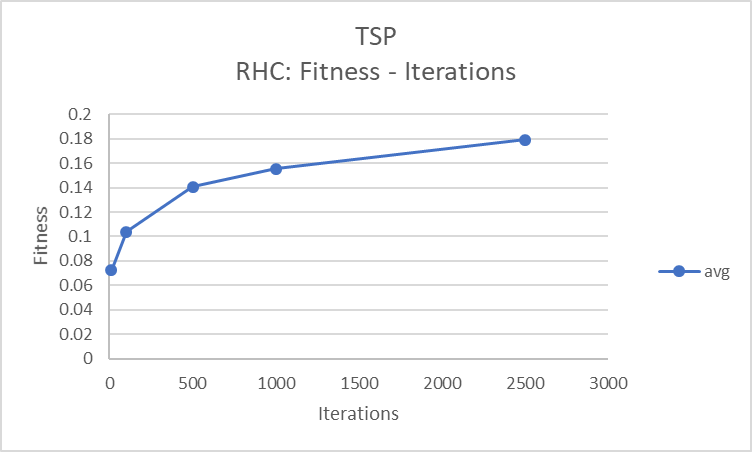 TSP
RHC: Fitness - Iterations
0.2
0.18
0.16
0.14
0.12
0.1
0.08
0.06
0.04
0.02
0
Fitness
avg
0 500 1000 1500 2000 2500 3000
Iterations